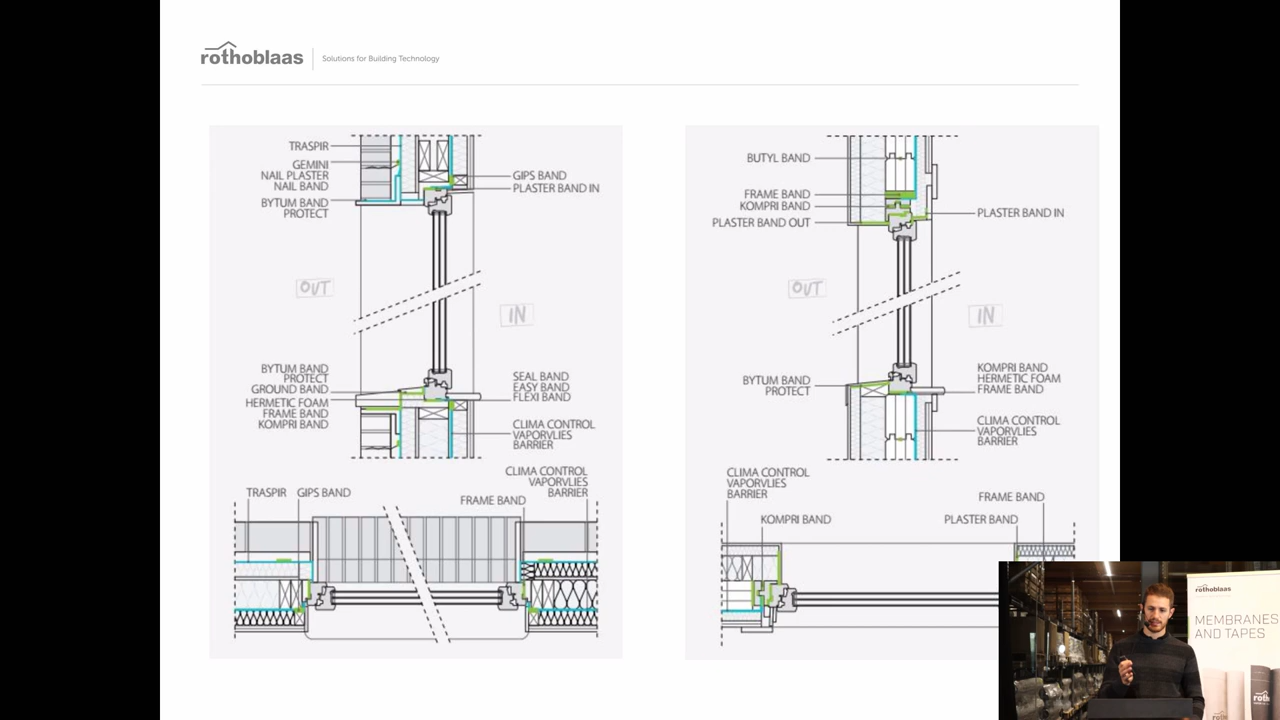 rothoblaas
Solutions for Building Technology
TRASPIR
GEMINI
NAIL PLASTER
NAIL BAND
BYTUM BAND
PROTECT
GIPS BAND
PLASTER BAND IN
OUT
IN
BYTUM BAND
PROTECT
GROUND BAND
HERMETIC FOAM
FRAME BAND
KOMPRI BAND
SEAL BAND
EASY BAND
FLEXI BAND
CLIMA CONTROL
VAPORVLIES
BARRIER
CLIMA CONTROL
VAPORVLIES
BARRIER
TRASPIR
GIPS BAND
FRAME BAND
BUTYL BAND
FRAME BAND
KOMPRI BAND
PLASTER BAND OUT
PLASTER BAND IN
OUT
IN
BYTUM BAND
PROTECT
KOMPRI BAND
HERMETIC FOAM
FRAME BAND
CLIMA CONTROL
VAPORVLIES
BARRIER
CLIMA CONTROL
VAPORVLIES
BARRIER
KOMPRI BAND
FRAME BAND
PLASTER BAND
rothoblaas
MEMBRANES
AND TAPES